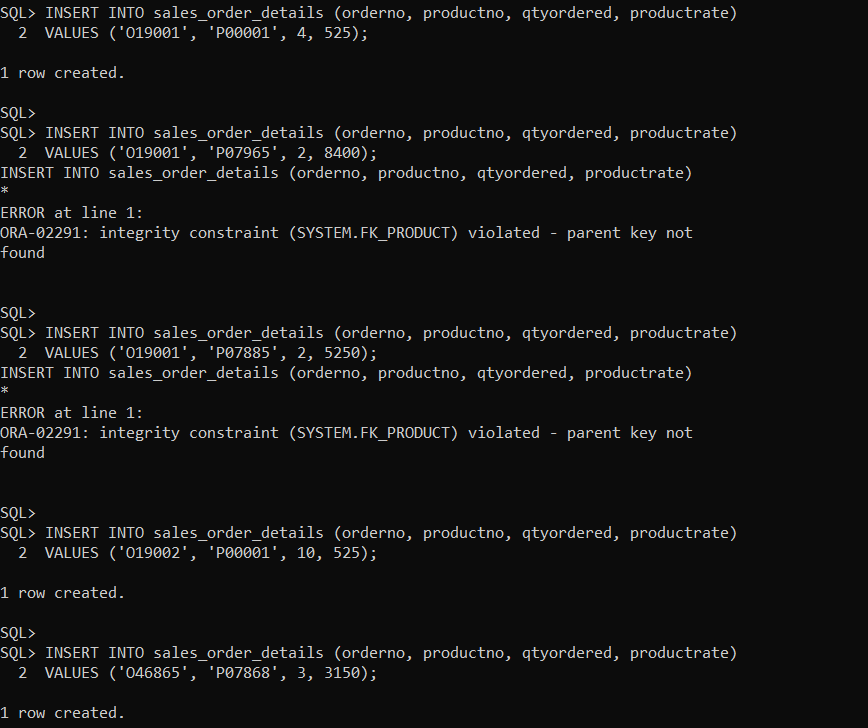 SQL> INSERT INTO sales_order_details (orderno, productno, qtyordered, productrate)
  2  VALUES ('O19001', 'P00001', 4, 525);
1 row created.
SQL>
SQL> INSERT INTO sales_order_details (orderno, productno, qtyordered, productrate)
  2  VALUES ('O19001', 'P07965', 2, 8400);
INSERT INTO sales_order_details (orderno, productno, qtyordered, productrate)
*
ERROR at line 1:
ORA-02291: integrity constraint (SYSTEM.FK_PRODUCT) violated - parent key not
found
SQL>
SQL> INSERT INTO sales_order_details (orderno, productno, qtyordered, productrate)
  2  VALUES ('O19001', 'P07885', 2, 5250);
INSERT INTO sales_order_details (orderno, productno, qtyordered, productrate)
*
ERROR at line 1:
ORA-02291: integrity constraint (SYSTEM.FK_PRODUCT) violated - parent key not
found
SQL>
SQL> INSERT INTO sales_order_details (orderno, productno, qtyordered, productrate)
  2  VALUES ('O19002', 'P00001', 10, 525);
1 row created.
SQL>
SQL> INSERT INTO sales_order_details (orderno, productno, qtyordered, productrate)
  2  VALUES ('O46865', 'P07868', 3, 3150);
1 row created.